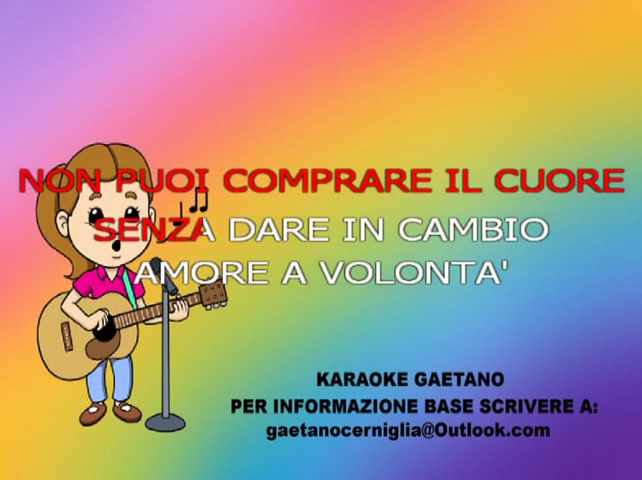 NON PUOI COMPRARE IL CUORE
SENZA DARE IN CAMBIO
AMORE A VOLONTA'
KARAOKE GAETANO
PER INFORMAZIONE BASE SCRIVERE A:
gaetanocerniglia@Outlook.com